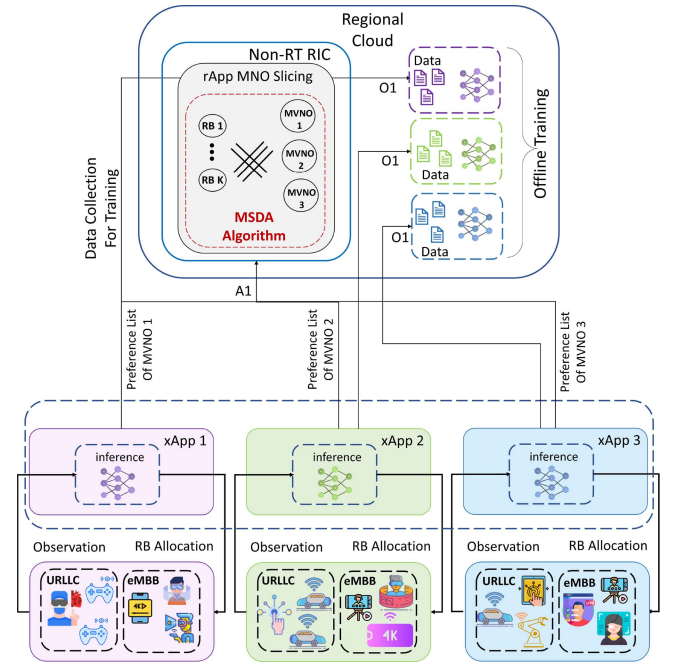 Regional
Cloud
Non-RT RIC
rApp MNO Slicing
RB 1
RB K
MVNO
1
MVNO
2
MVNO
3
MSDA
Algorithm
O1
Data
O1
Data
O1
Data
Offline Training
Data Collection
For Training
A1
Preference List
Of MVNO 1
Preference List
Of MVNO 2
Preference List
Of MVNO 3
xApp 1
inference
xApp 2
inference
xApp 3
inference
Observation
RB Allocation
Observation
RB Allocation
Observation
RB Allocation
URLLC
eMBB
URLLC
eMBB
4K
URLLC
eMBB